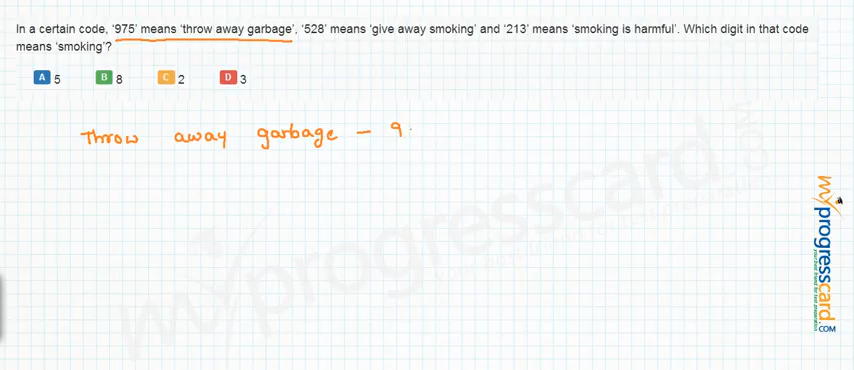 In a certain code, ‘975’ means ‘throw away garbage’, ‘528’ means ‘give away smoking’ and ‘213’ means ‘smoking is harmful’. Which digit in that code
means ‘smoking’?
A 5 B 8 C 2 D 3
Throw away garbage – 9
myprogresscard
myprogresscard.COM